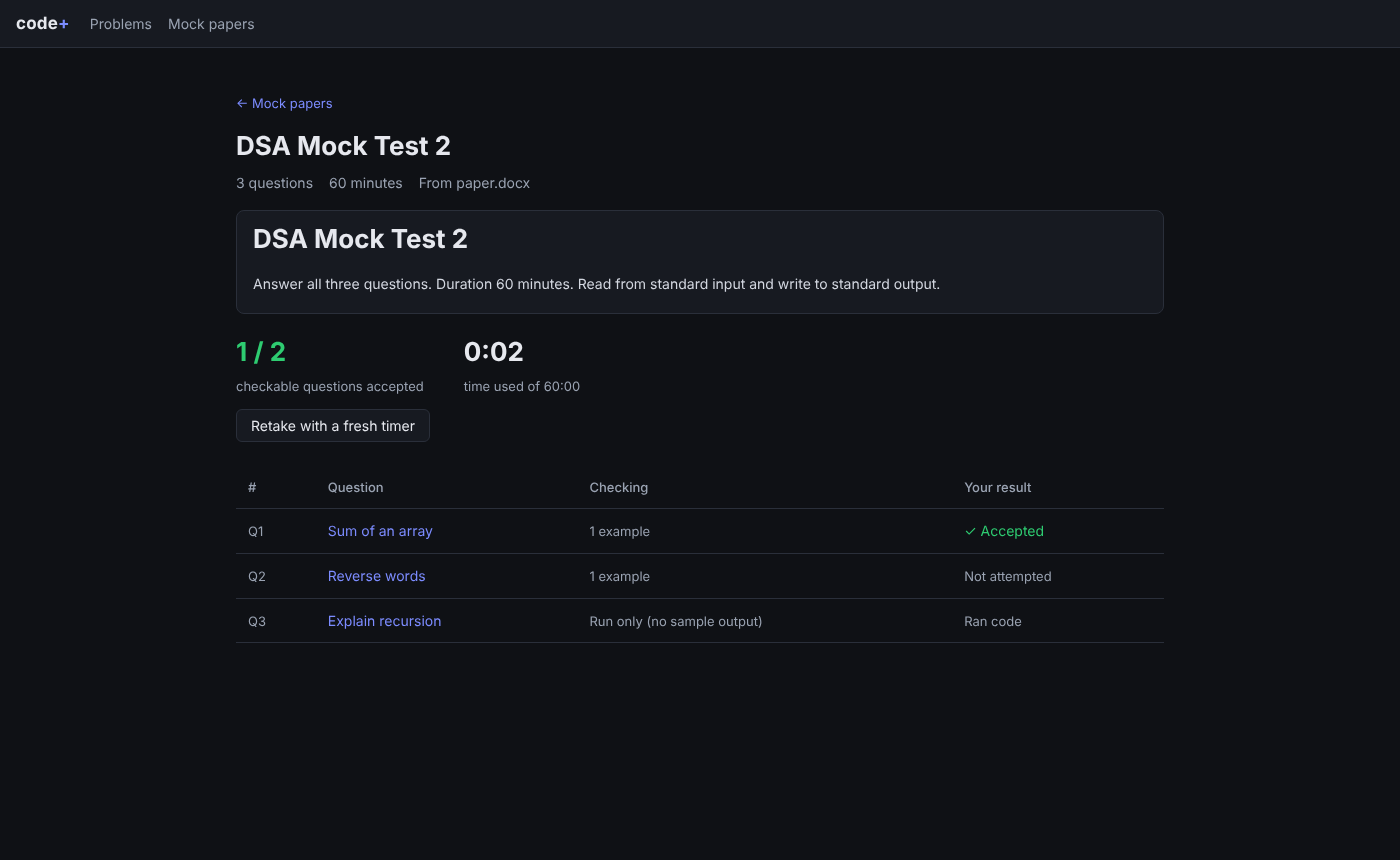 code+ Problems Mock papers
← Mock papers
DSA Mock Test 2
3 questions 60 minutes From paper.docx
DSA Mock Test 2
Answer all three questions. Duration 60 minutes. Read from standard input and write to standard output.
1 / 2 0:02
checkable questions accepted time used of 60:00
Retake with a fresh timer
# Question Checking Your result
Q1 Sum of an array 1 example ✓ Accepted
Q2 Reverse words 1 example Not attempted
Q3 Explain recursion Run only (no sample output) Ran code